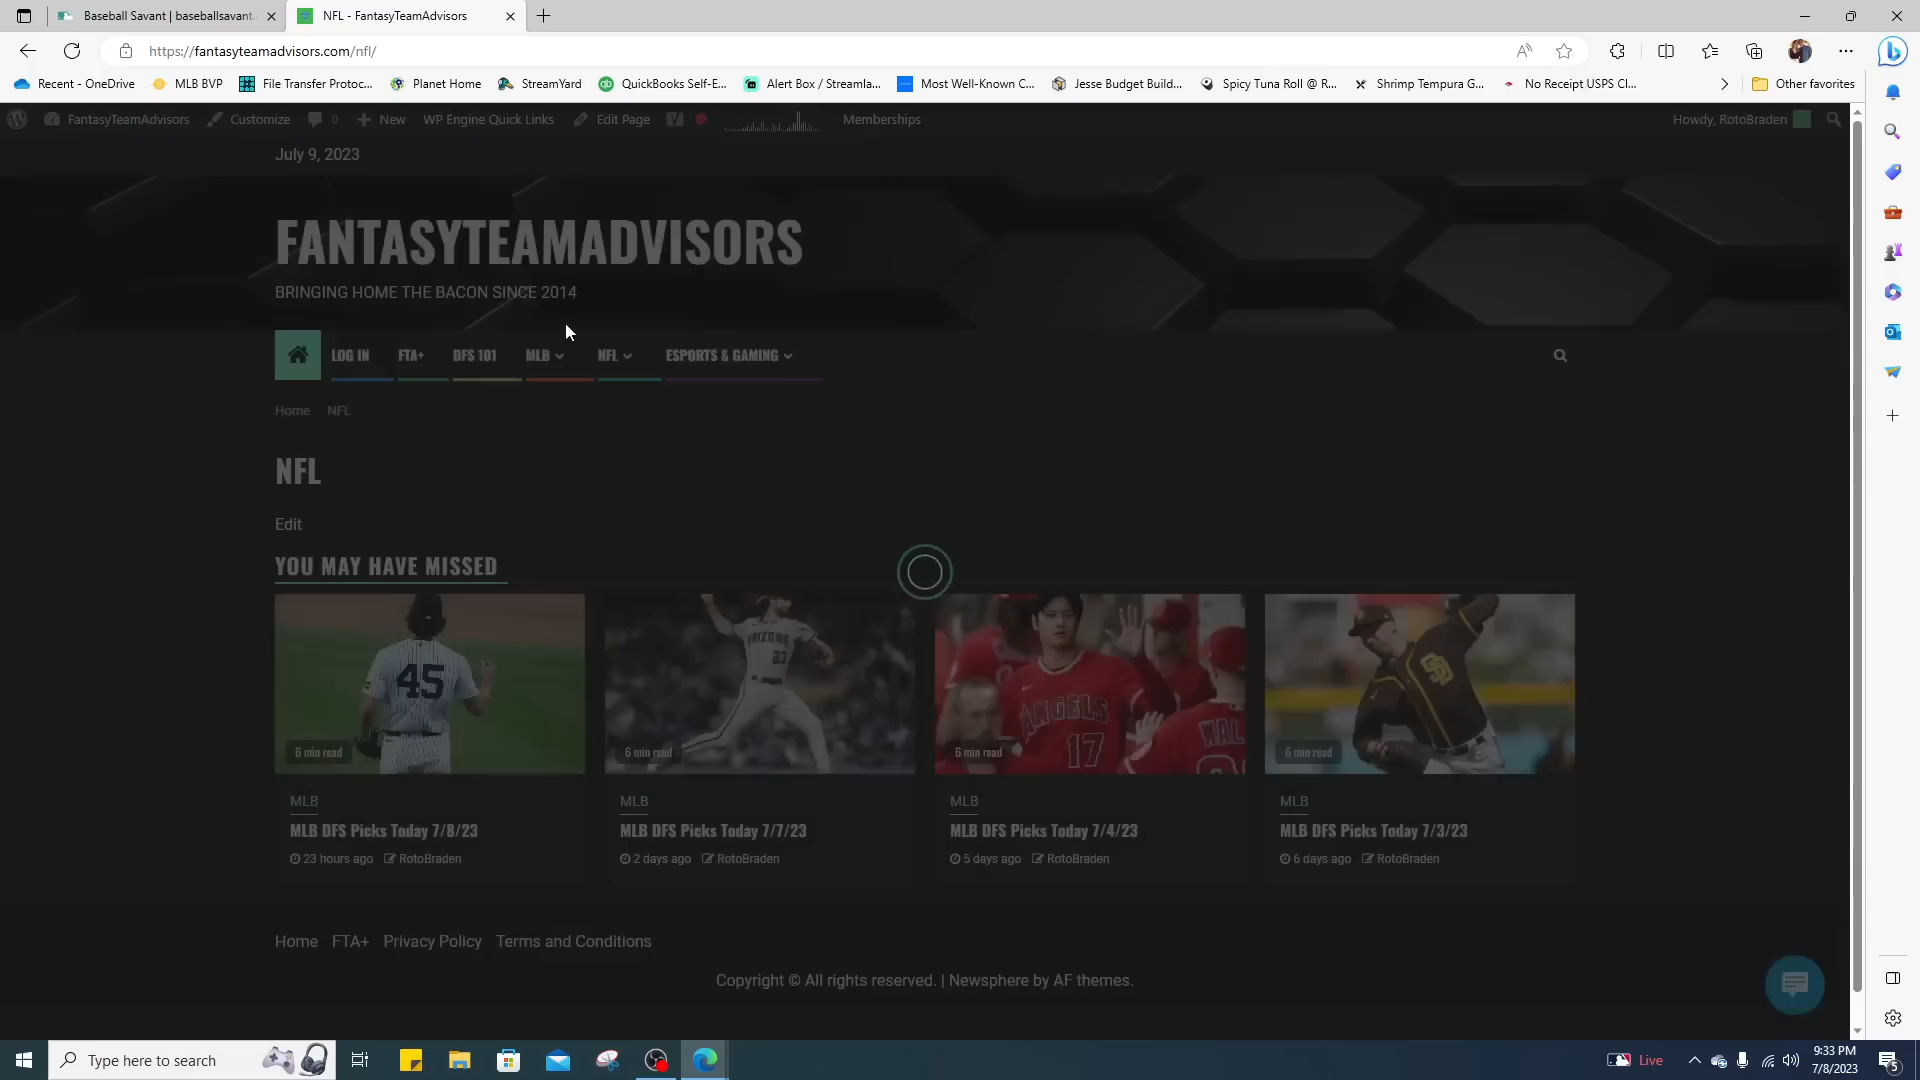 Baseball Savant | baseballsavant.
NFL - FantasyTeamAdvisors
https://fantasyteamadvisors.com/nfl/
Recent - OneDrive
MLB BVP
File Transfer Protoc...
Planet Home
StreamYard
QuickBooks Self-E...
Alert Box / Streamla...
Most Well-Known C...
Jesse Budget Build...
Spicy Tuna Roll @ R...
Shrimp Tempura G...
No Receipt USPS Cl...
Other favorites
FantasyTeamAdvisors
Customize
0
New
WP Engine Quick Links
Edit Page
Memberships
Howdy, RotoBraden
July 9, 2023
FANTASYTEAMADVISORS
BRINGING HOME THE BACON SINCE 2014
LOG IN
FTA+
DFS 101
MLB
NFL
ESPORTS & GAMING
Home
NFL
NFL
Edit
YOU MAY HAVE MISSED
45
ARIZONA
23
ANGELS
17
WAL
SD
6 min read
6 min read
6 min read
6 min read
MLB
MLB
MLB
MLB
MLB DFS Picks Today 7/8/23
MLB DFS Picks Today 7/7/23
MLB DFS Picks Today 7/4/23
MLB DFS Picks Today 7/3/23
23 hours ago RotoBraden
2 days ago RotoBraden
5 days ago RotoBraden
6 days ago RotoBraden
Home FTA+ Privacy Policy Terms and Conditions
Copyright © All rights reserved. | Newsphere by AF themes.
Type here to search
Live
9:33 PM
7/8/2023
5